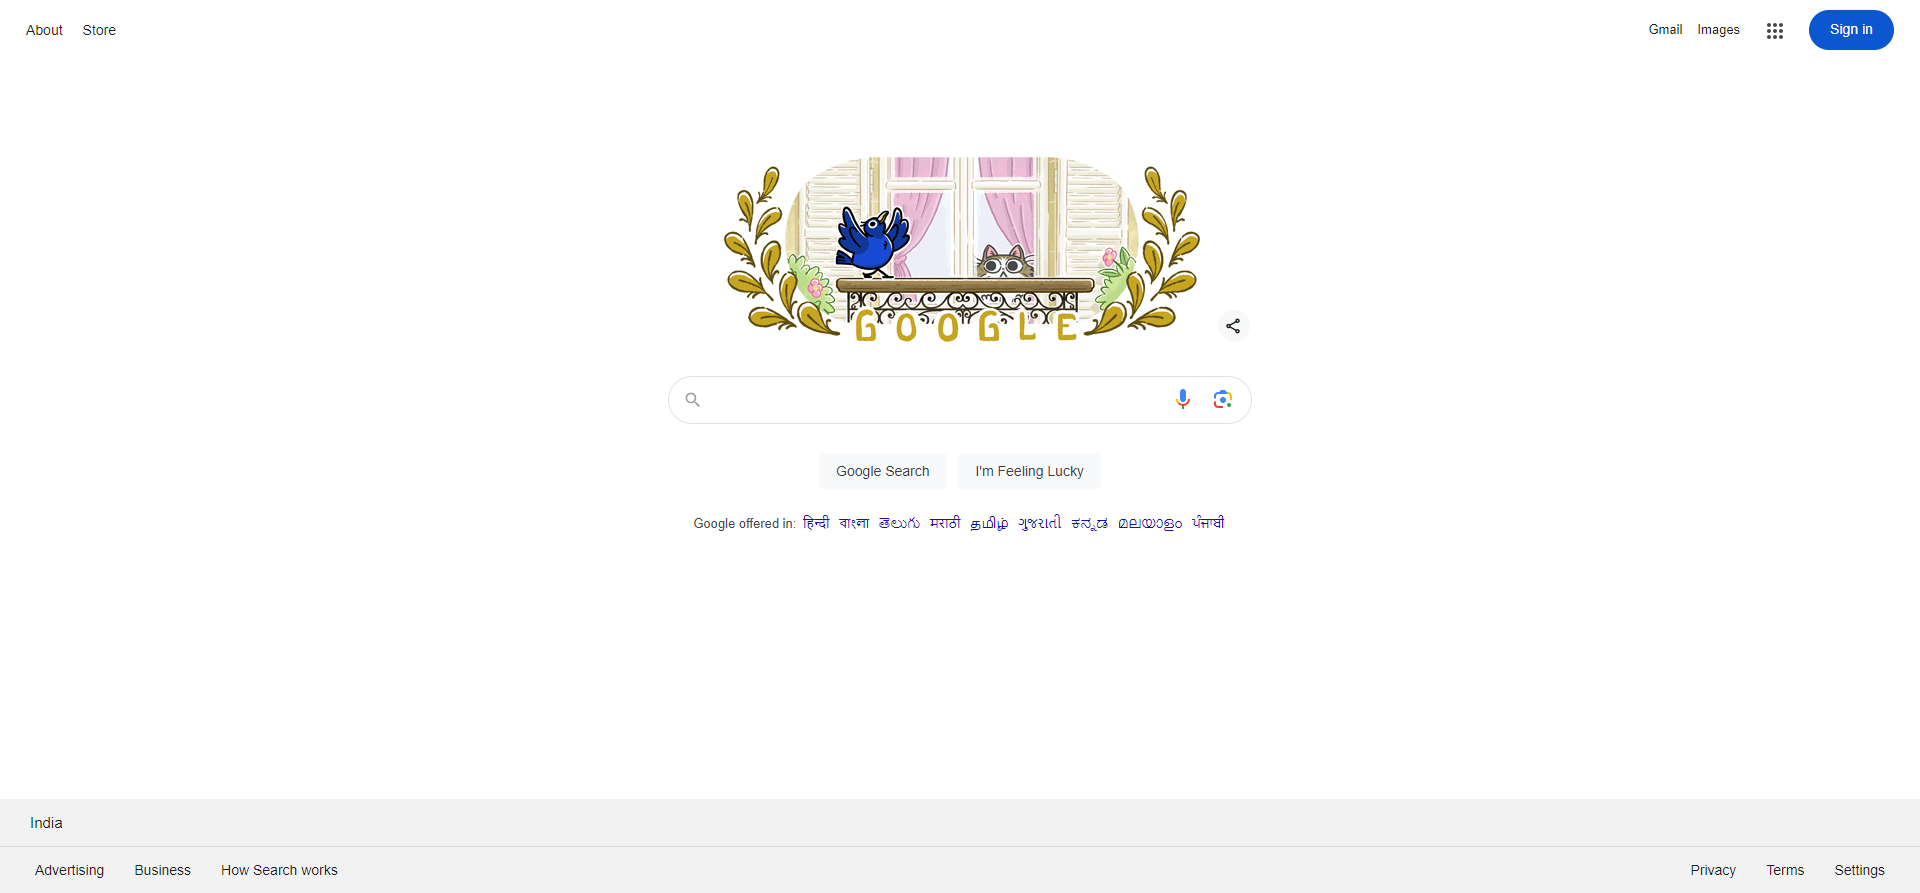 About Store Gmail Images Sign in
GOOGLE
Google Search I'm Feeling Lucky
Google offered in: हिन्दी বাংলা తెలుగు मराठी தமிழ் ગુજરાતી ಕನ್ನಡ മലയാളം ਪੰਜਾਬੀ
India
Advertising Business How Search works Privacy Terms Settings